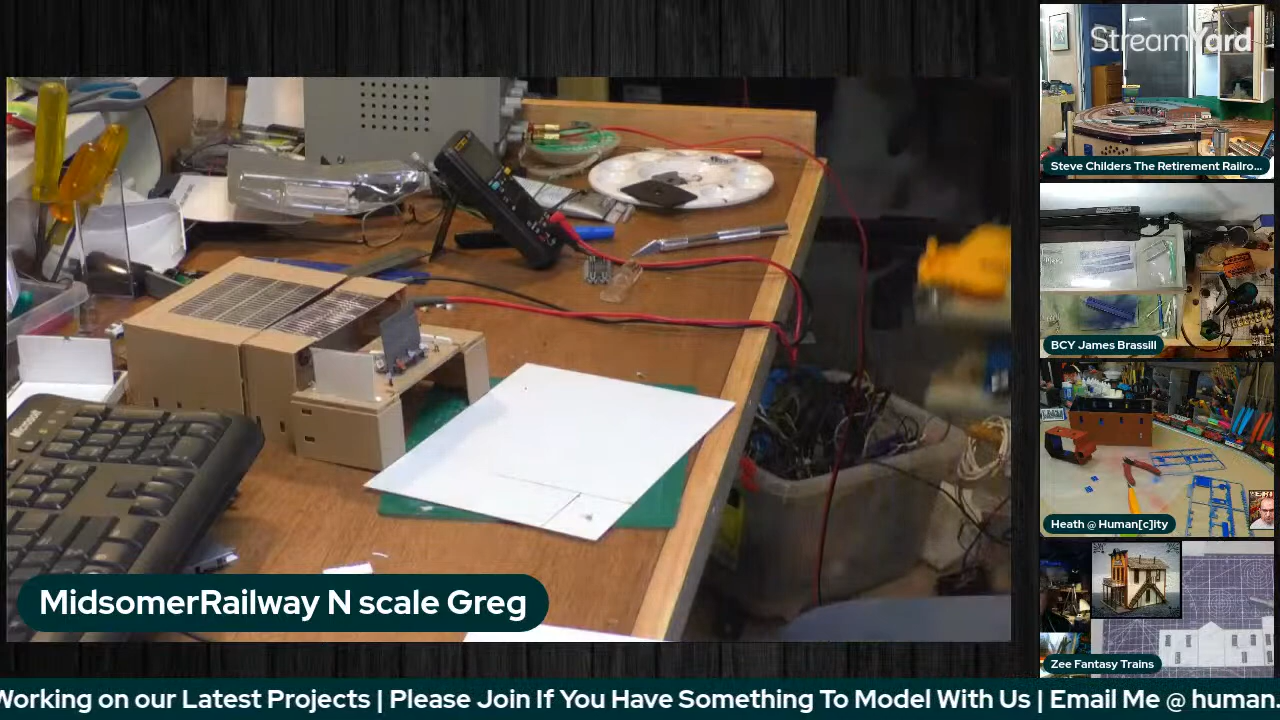 StreamYard
Steve Childers The Retirement Railro...
BCY James Brassill
Heath @ Human[c]ity
MidsomerRailway N scale Greg
Zee Fantasy Trains
Working on our Latest Projects | Please Join If You Have Something To Model With Us | Email Me @ human.